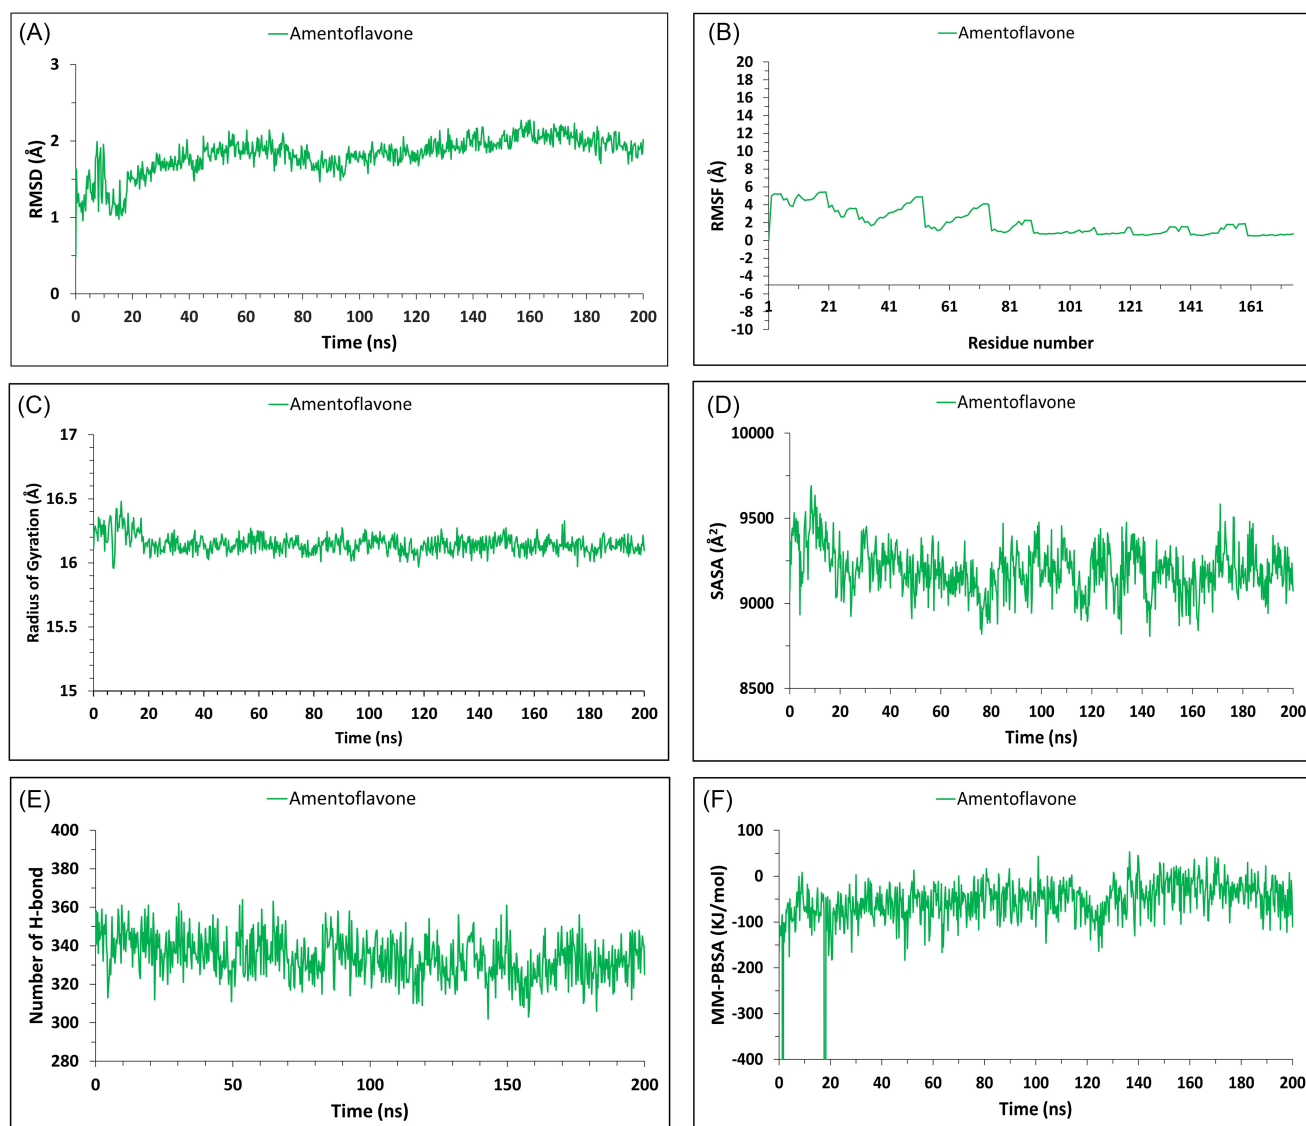 (A)
Amentoflavone
RMSD (Å)
3
2
1
0
0 20 40 60 80 100 120 140 160 180 200
Time (ns)
(B)
Amentoflavone
RMSF (Å)
20
18
16
14
12
10
8
6
4
2
0
-2
-4
-6
-8
-10
1 21 41 61 81 101 121 141 161
Residue number
(C)
Amentoflavone
Radius of Gyration (Å)
17
16.5
16
15.5
15
0 20 40 60 80 100 120 140 160 180 200
Time (ns)
(D)
Amentoflavone
SASA (Å²)
10000
9500
9000
8500
0 20 40 60 80 100 120 140 160 180 200
Time (ns)
(E)
Amentoflavone
Number of H-bond
400
380
360
340
320
300
280
0 50 100 150 200
Time (ns)
(F)
Amentoflavone
MM-PBSA (KJ/mol)
100
0
-100
-200
-300
-400
0 20 40 60 80 100 120 140 160 180 200
Time (ns)